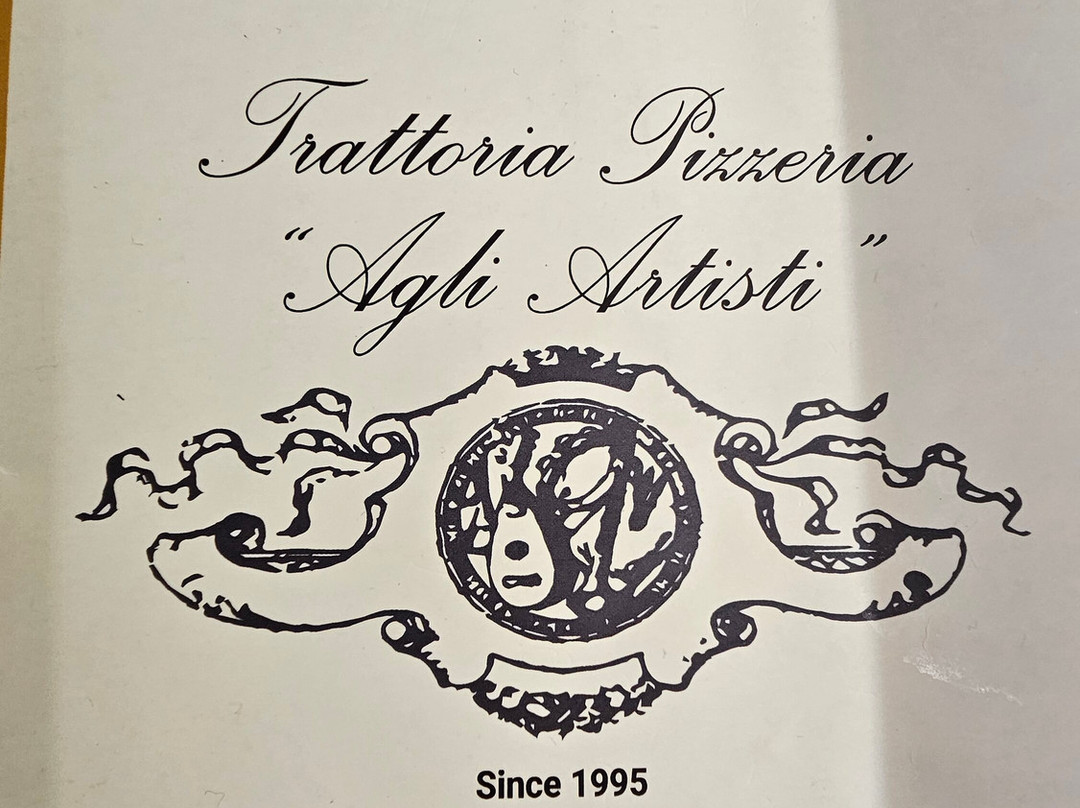 Trattoria Pizzeria
“Agli Artisti”
Since 1995